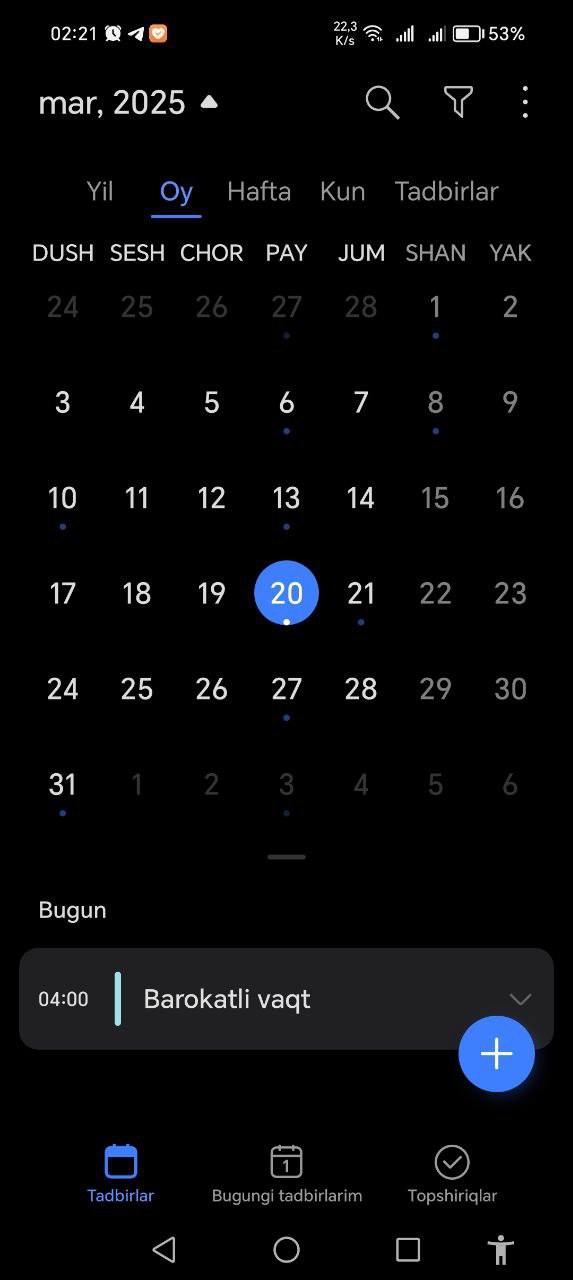 02:21 22,3 K/s 53%
mar, 2025
Yil Oy Hafta Kun Tadbirlar
DUSH SESH CHOR PAY JUM SHAN YAK
24 25 26 27 28 1 2
3 4 5 6 7 8 9
10 11 12 13 14 15 16
17 18 19 20 21 22 23
24 25 26 27 28 29 30
31 1 2 3 4 5 6
Bugun
04:00 Barokatli vaqt
1
Tadbirlar Bugungi tadbirlarim Topshiriqlar